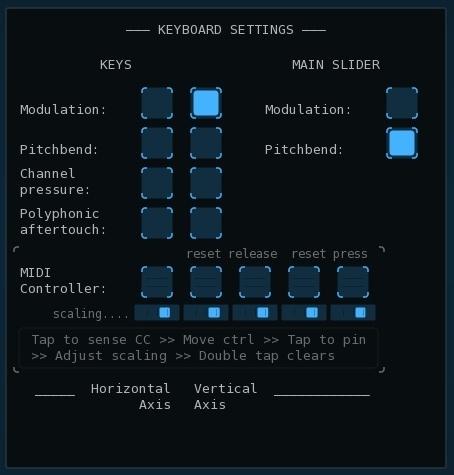 KEYBOARD SETTINGS
KEYS
MAIN SLIDER
Modulation:
Modulation:
Pitchbend:
Pitchbend:
Channel
pressure:
Polyphonic
aftertouch:
reset release reset press
MIDI
Controller:
scaling....
Tap to sense CC >> Move ctrl >> Tap to pin
>> Adjust scaling >> Double tap clears
Horizontal
Axis
Vertical
Axis